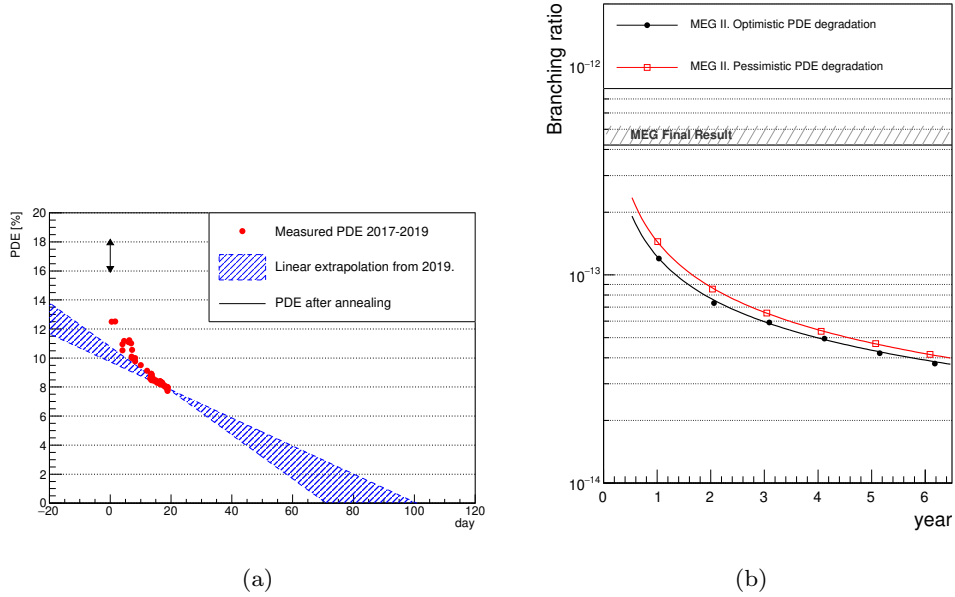 PDE [%]
20
18
16
14
12
10
8
6
4
2
0
−20 0 20 40 60 80 100 120
day
Measured PDE 2017-2019
Linear extrapolation from 2019.
PDE after annealing
(a)
Branching ratio
MEG II. Optimistic PDE degradation
MEG II. Pessimistic PDE degradation
10−12
MEG Final Result
10−13
10−14
0 1 2 3 4 5 6
year
(b)